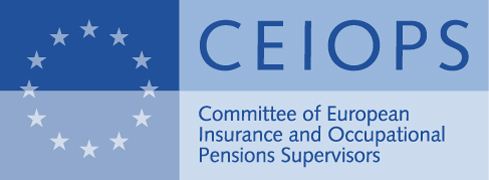 CEIOPS
Committee of European
Insurance and Occupational
Pensions Supervisors